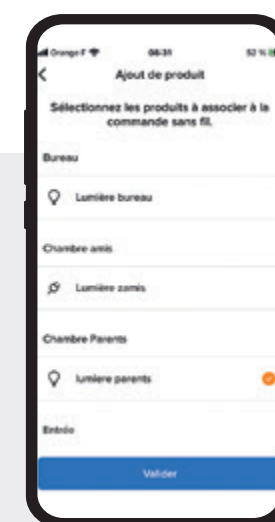 Orange F 08:31 52 %
Ajout de produit
Sélectionnez les produits à associer à la
commande sans fil.
Bureau
Lumière bureau
Chambre amis
Lumière zamis
Chambre Parents
lumiere parents
Entrée
Valider